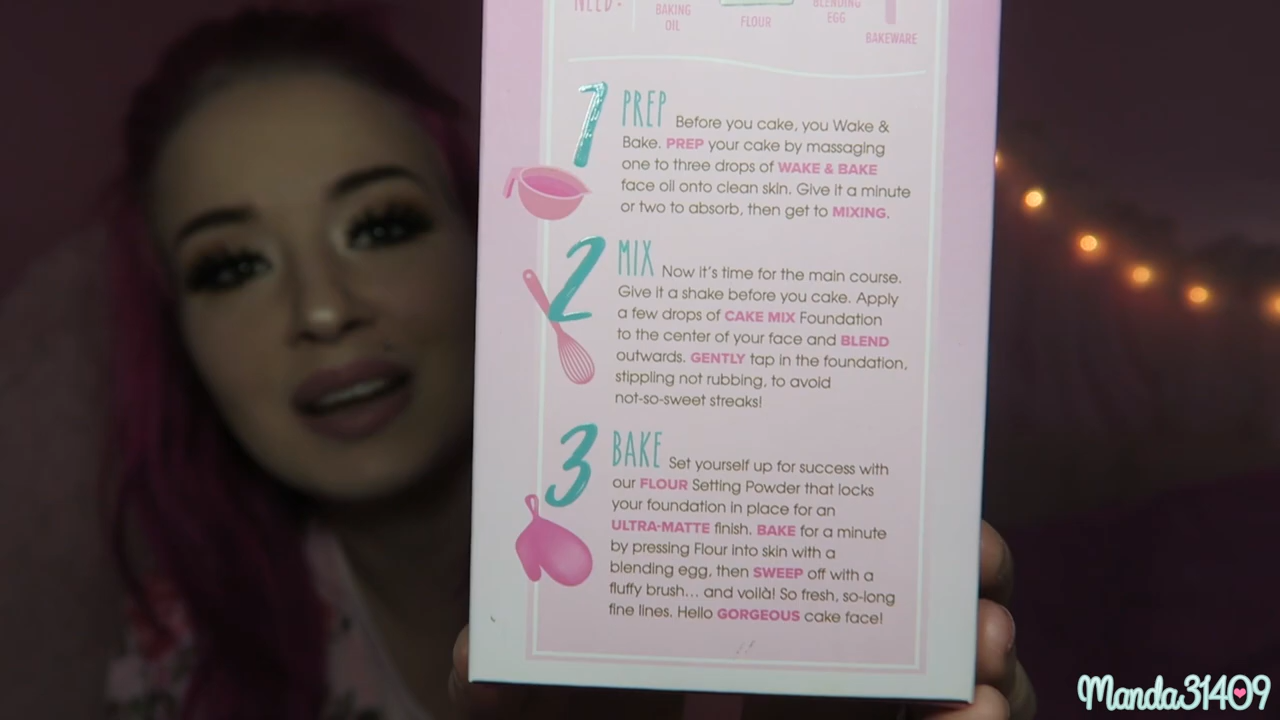 NEED:
BAKING
OIL
FLOUR
BLENDING
EGG
BAKEWARE
1 PREP Before you cake, you Wake &
Bake. PREP your cake by massaging
one to three drops of WAKE & BAKE
face oil onto clean skin. Give it a minute
or two to absorb, then get to MIXING.
2 MIX Now it's time for the main course.
Give it a shake before you cake. Apply
a few drops of CAKE MIX Foundation
to the center of your face and BLEND
outwards. GENTLY tap in the foundation,
stippling not rubbing, to avoid
not-so-sweet streaks!
3 BAKE Set yourself up for success with
our FLOUR Setting Powder that locks
your foundation in place for an
ULTRA-MATTE finish. BAKE for a minute
by pressing Flour into skin with a
blending egg, then SWEEP off with a
fluffy brush... and voilà! So fresh, so-long
fine lines. Hello GORGEOUS cake face!
Manda31409